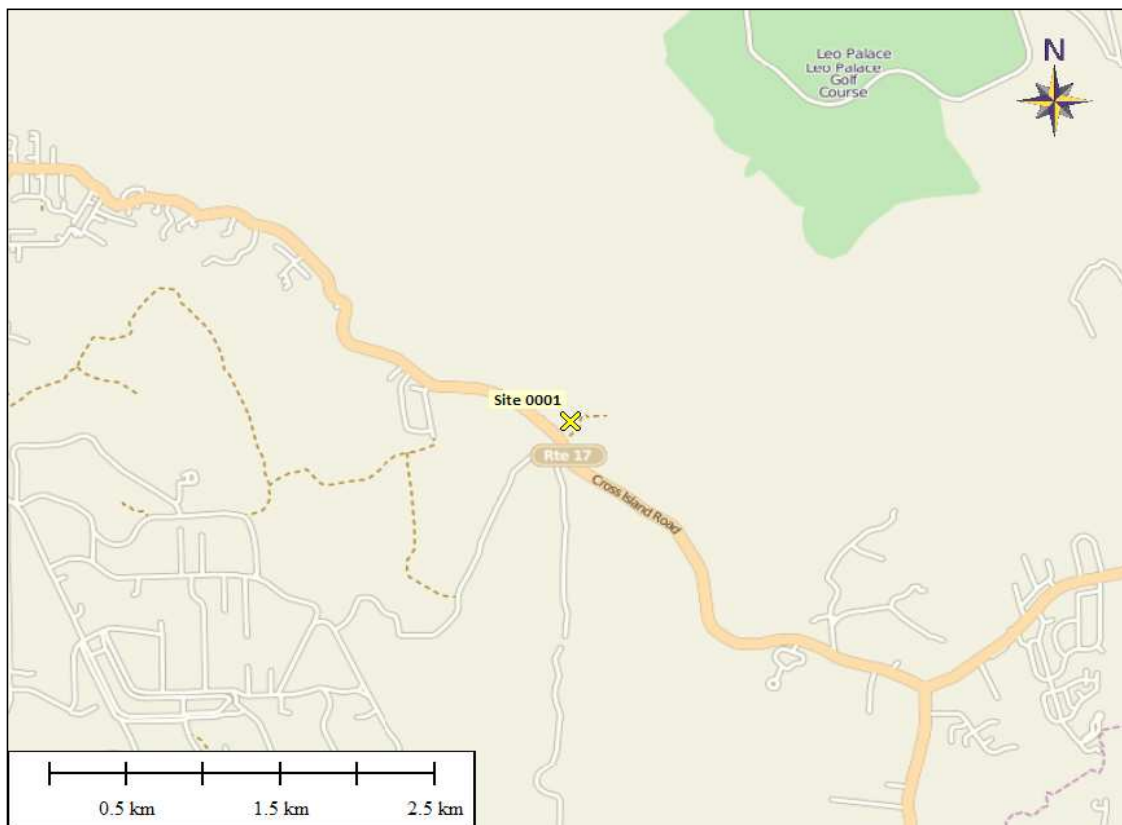 Leo Palace
Leo Palace
Golf
Course
N
Site 0001
Rte 17
Cross Island Road
0.5 km
1.5 km
2.5 km